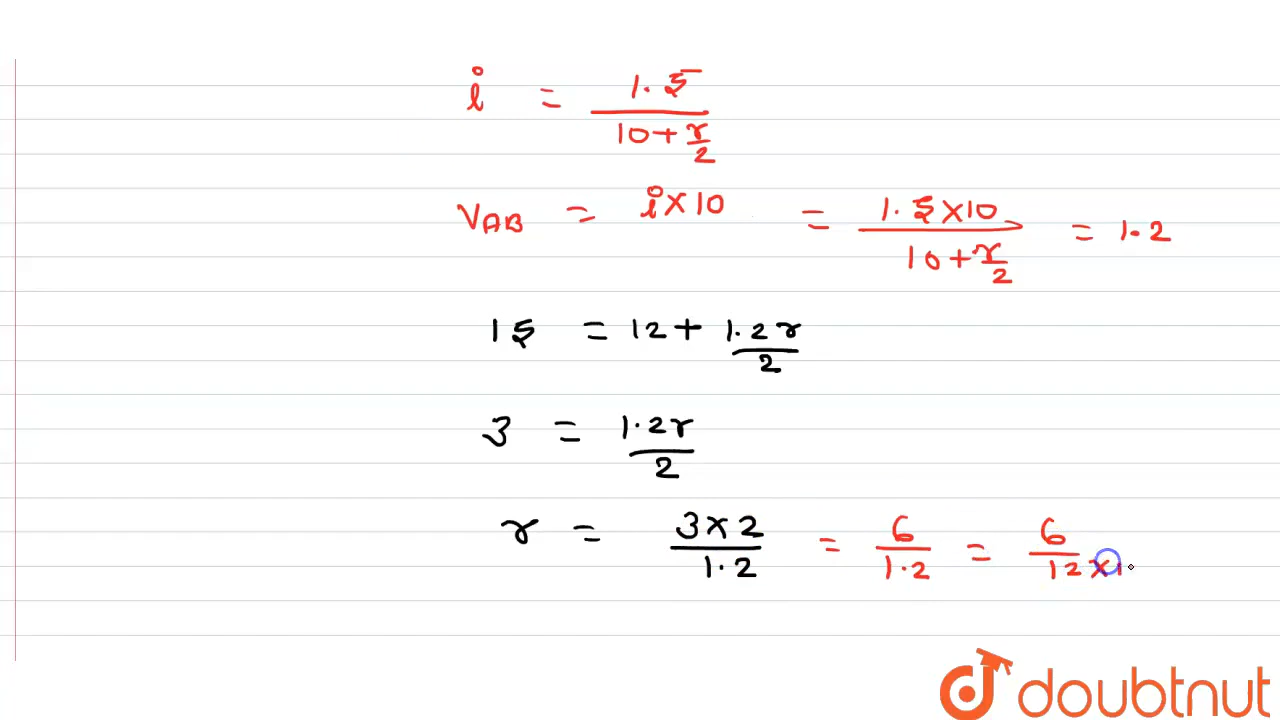 i = 1.5 / (10 + r/2)
VAB = i × 10 = 1.5 × 10 / (10 + r/2) = 1.2
15 = 12 + 1.2r/2
3 = 1.2r/2
r = 3×2/1.2 = 6/1.2 = 6/12×1
doubtnut